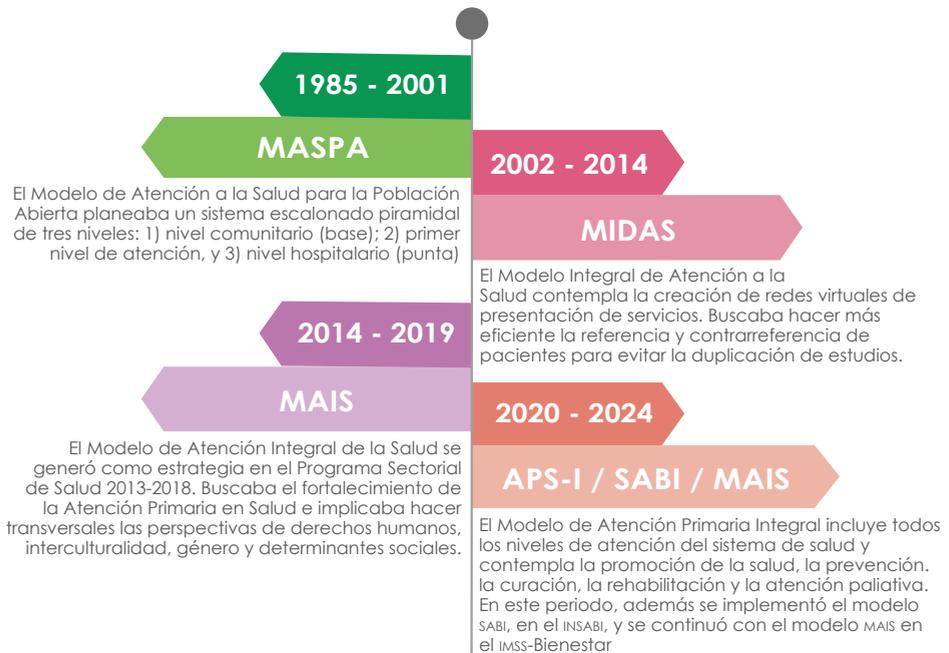 1985 - 2001
MASPA
El Modelo de Atención a la Salud para la Población
Abierta planeaba un sistema escalonado piramidal
de tres niveles: 1) nivel comunitario (base); 2) primer
nivel de atención, y 3) nivel hospitalario (punta)
2002 - 2014
MIDAS
El Modelo Integral de Atención a la
Salud contempla la creación de redes virtuales de
presentación de servicios. Buscaba hacer más
eficiente la referencia y contrarreferencia de
pacientes para evitar la duplicación de estudios.
2014 - 2019
MAIS
El Modelo de Atención Integral de la Salud se
generó como estrategia en el Programa Sectorial
de Salud 2013-2018. Buscaba el fortalecimiento de
la Atención Primaria en Salud e implicaba hacer
transversales las perspectivas de derechos humanos,
interculturalidad, género y determinantes sociales.
2020 - 2024
APS-I / SABI / MAIS
El Modelo de Atención Primaria Integral incluye todos
los niveles de atención del sistema de salud y
contempla la promoción de la salud, la prevención.
la curación, la rehabilitación y la atención paliativa.
En este periodo, además se implementó el modelo
SABI, en el INSABI, y se continuó con el modelo MAIS en
el IMSS-Bienestar